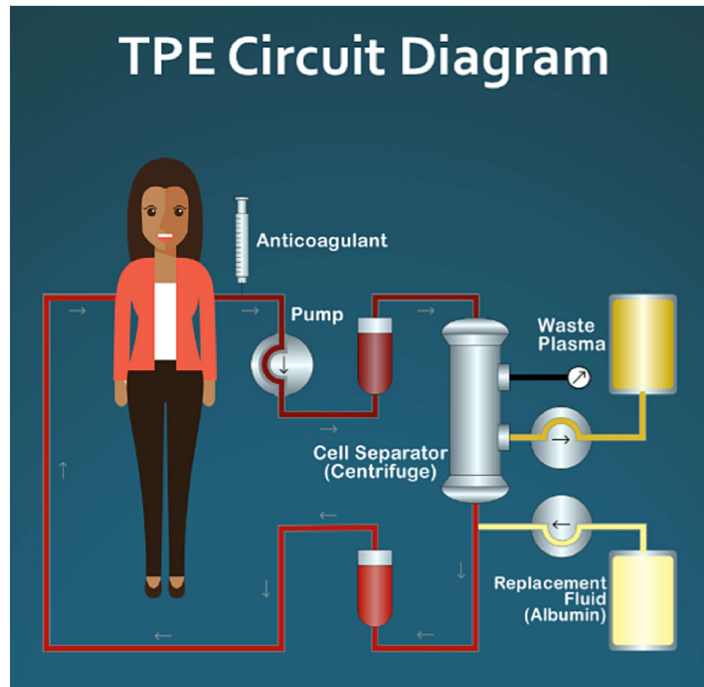 TPE Circuit Diagram
Anticoagulant
Pump
Waste
Plasma
Cell Separator
(Centrifuge)
Replacement
Fluid
(Albumin)